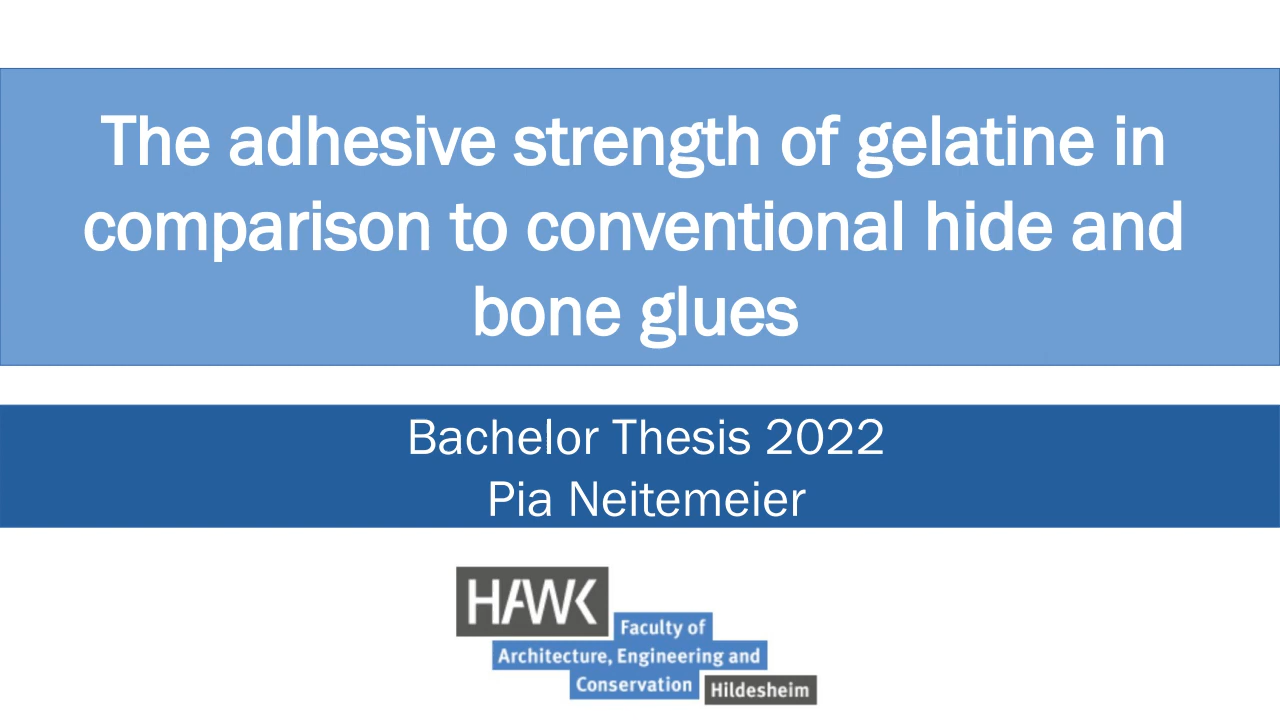 The adhesive strength of gelatine in
comparison to conventional hide and
bone glues
Bachelor Thesis 2022
Pia Neitemeier
HAWK
Faculty of
Architecture, Engineering and
Conservation
Hildesheim